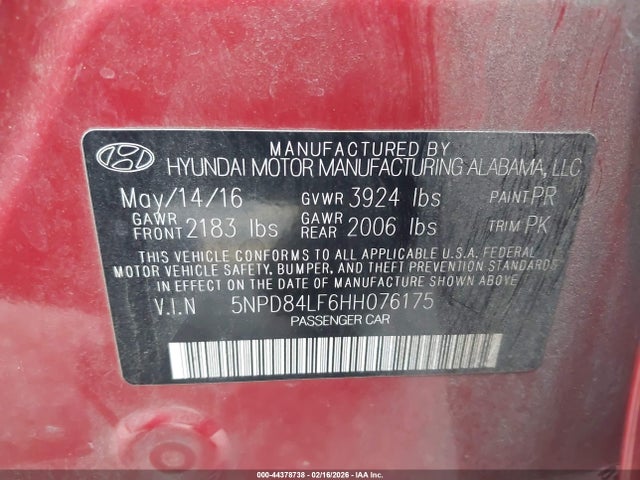 MANUFACTURED BY
HYUNDAI MOTOR MANUFACTURING ALABAMA, LLC
May/14/16 GVWR 3924 lbs PAINT PR
GAWR FRONT 2183 lbs GAWR REAR 2006 lbs TRIM PK
THIS VEHICLE CONFORMS TO ALL APPLICABLE U.S.A. FEDERAL
MOTOR VEHICLE SAFETY, BUMPER, AND THEFT PREVENTION STANDARDS
IN EFFECT ON THE DATE OF MANUFACTURE SHOWN ABOVE
V.I.N 5NPD84LF6HH076175
PASSENGER CAR
000-44378738 - 02/16/2026 - IAA Inc.